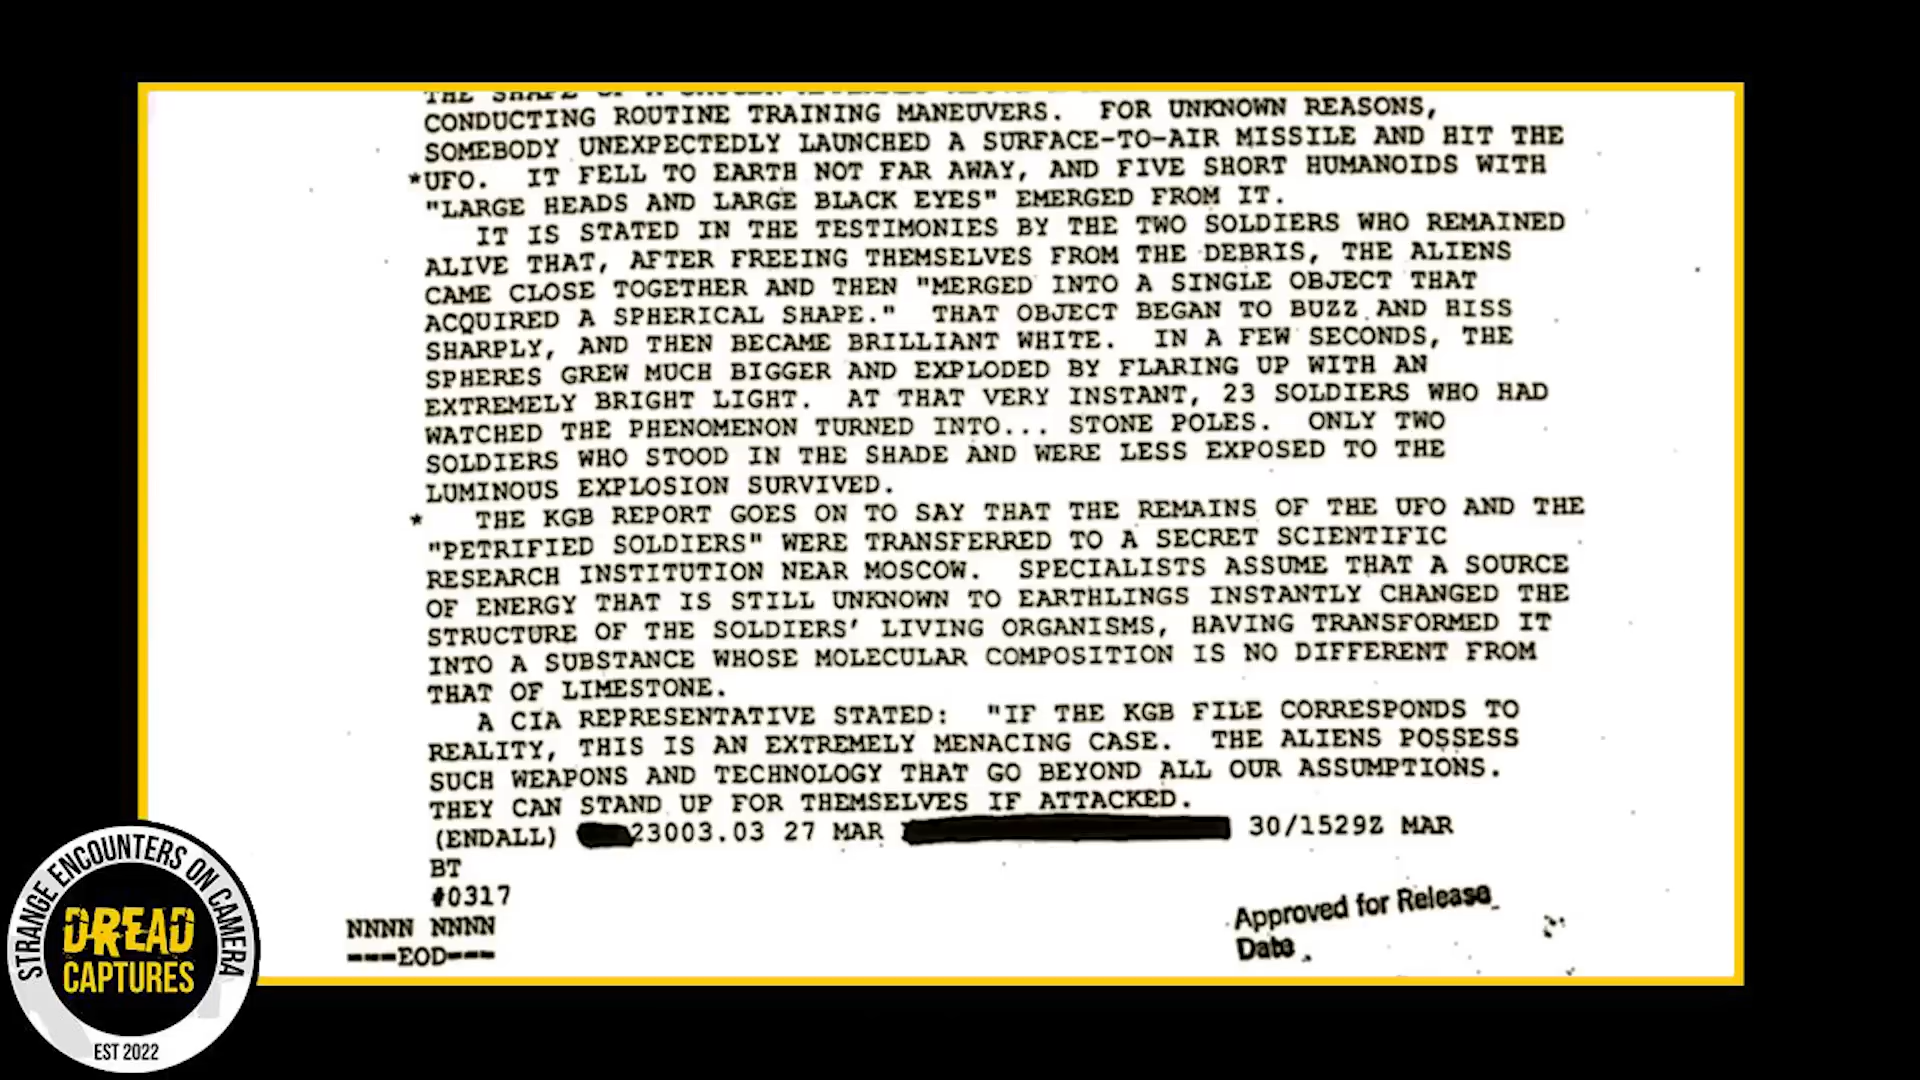 CONDUCTING ROUTINE TRAINING MANEUVERS. FOR UNKNOWN REASONS,
SOMEBODY UNEXPECTEDLY LAUNCHED A SURFACE-TO-AIR MISSILE AND HIT THE
*UFO. IT FELL TO EARTH NOT FAR AWAY, AND FIVE SHORT HUMANOIDS WITH
"LARGE HEADS AND LARGE BLACK EYES" EMERGED FROM IT.
IT IS STATED IN THE TESTIMONIES BY THE TWO SOLDIERS WHO REMAINED
ALIVE THAT, AFTER FREEING THEMSELVES FROM THE DEBRIS, THE ALIENS
CAME CLOSE TOGETHER AND THEN "MERGED INTO A SINGLE OBJECT THAT
ACQUIRED A SPHERICAL SHAPE." THAT OBJECT BEGAN TO BUZZ AND HISS
SHARPLY, AND THEN BECAME BRILLIANT WHITE. IN A FEW SECONDS, THE
SPHERES GREW MUCH BIGGER AND EXPLODED BY FLARING UP WITH AN
EXTREMELY BRIGHT LIGHT. AT THAT VERY INSTANT, 23 SOLDIERS WHO HAD
WATCHED THE PHENOMENON TURNED INTO... STONE POLES. ONLY TWO
SOLDIERS WHO STOOD IN THE SHADE AND WERE LESS EXPOSED TO THE
LUMINOUS EXPLOSION SURVIVED.
* THE KGB REPORT GOES ON TO SAY THAT THE REMAINS OF THE UFO AND THE
"PETRIFIED SOLDIERS" WERE TRANSFERRED TO A SECRET SCIENTIFIC
RESEARCH INSTITUTION NEAR MOSCOW. SPECIALISTS ASSUME THAT A SOURCE
OF ENERGY THAT IS STILL UNKNOWN TO EARTHLINGS INSTANTLY CHANGED THE
STRUCTURE OF THE SOLDIERS' LIVING ORGANISMS, HAVING TRANSFORMED IT
INTO A SUBSTANCE WHOSE MOLECULAR COMPOSITION IS NO DIFFERENT FROM
THAT OF LIMESTONE.
A CIA REPRESENTATIVE STATED: "IF THE KGB FILE CORRESPONDS TO
REALITY, THIS IS AN EXTREMELY MENACING CASE. THE ALIENS POSSESS
SUCH WEAPONS AND TECHNOLOGY THAT GO BEYOND ALL OUR ASSUMPTIONS.
THEY CAN STAND UP FOR THEMSELVES IF ATTACKED.
(ENDALL) 23003.03 27 MAR 30/1529Z MAR
BT
#0317
NNNN NNNN
---EOD---
Approved for Release
Date
STRANGE ENCOUNTERS ON CAMERA
DREAD
CAPTURES
EST 2022